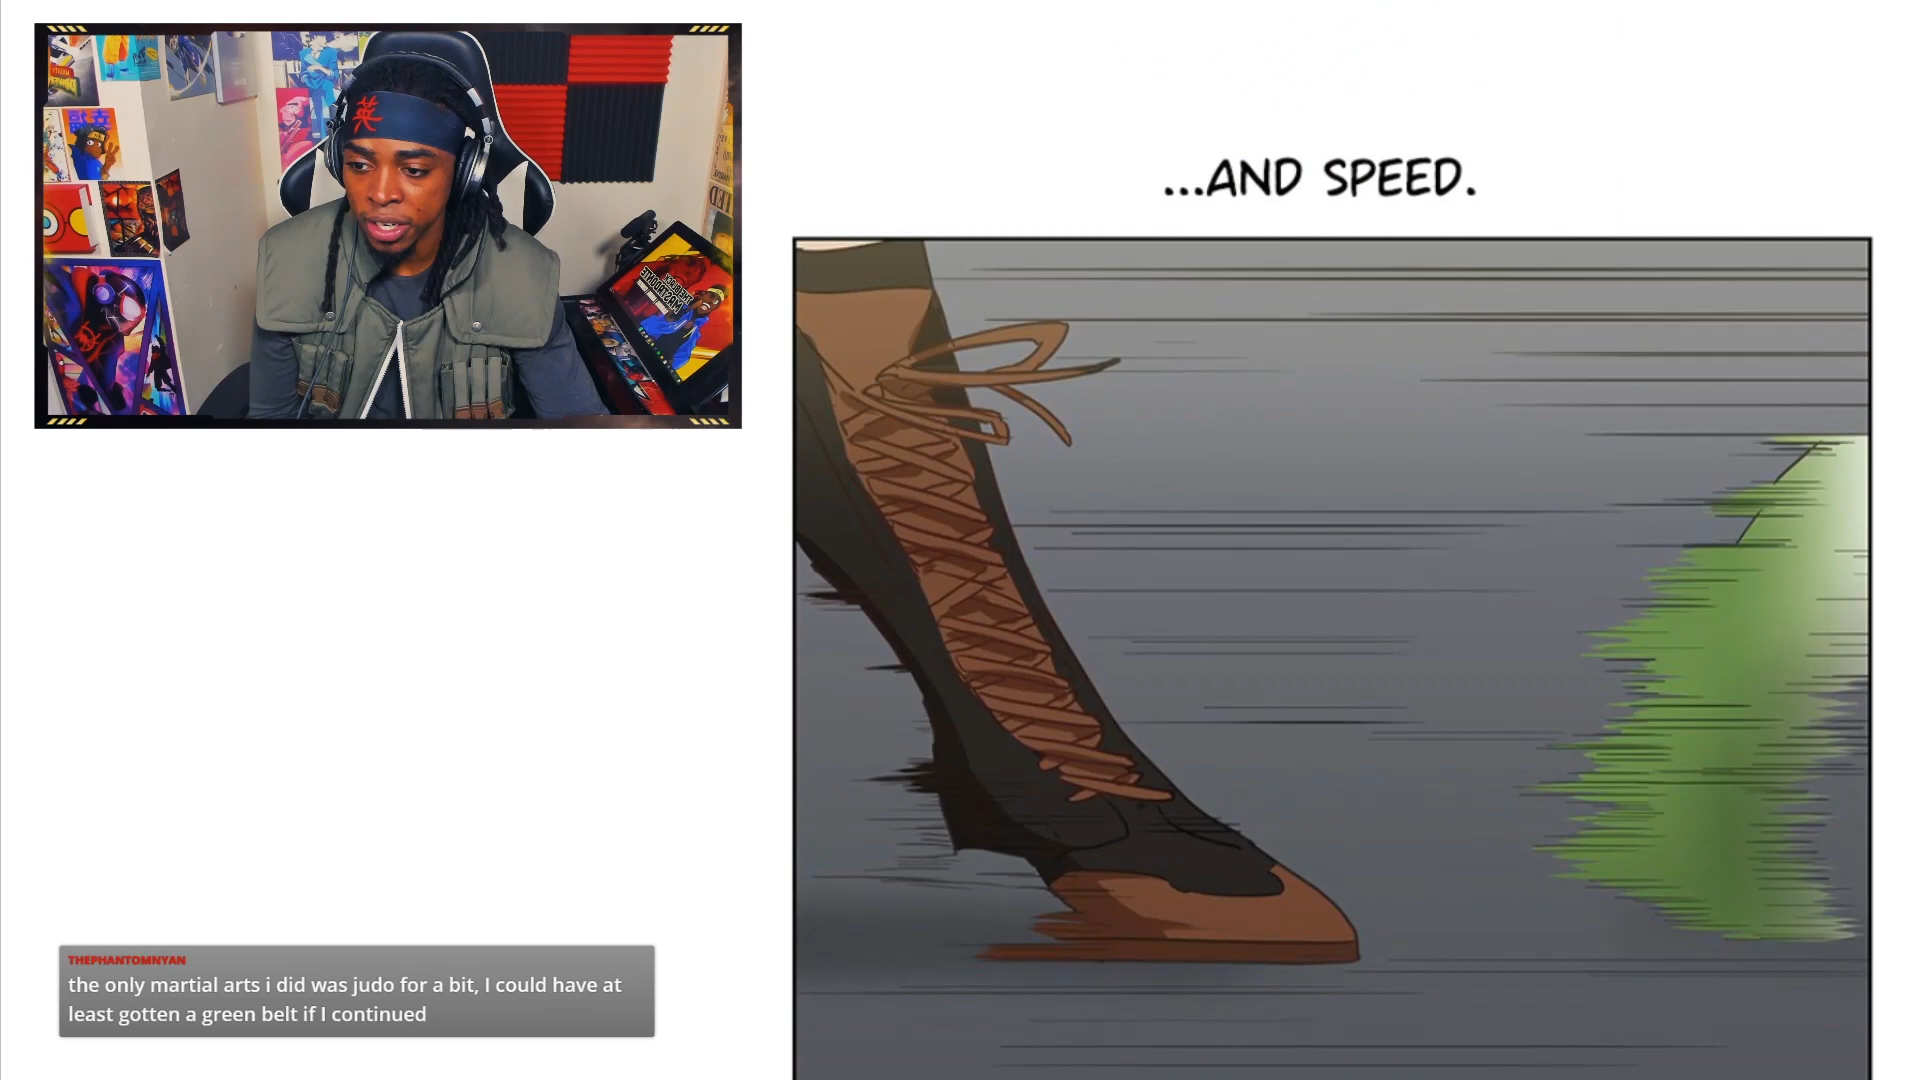 ...AND SPEED.
英
THEPHANTOMNYAN
the only martial arts i did was judo for a bit, I could have at
least gotten a green belt if I continued